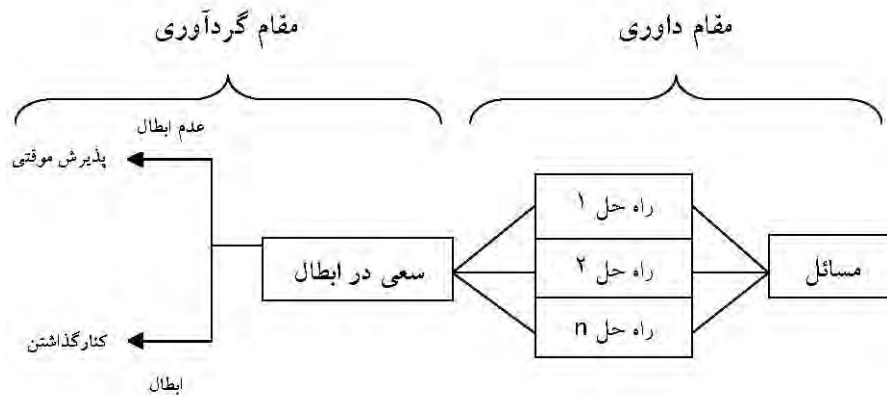 مقام داوری
مقام گردآوری
مسائل
راه حل ۱
راه حل ۲
راه حل n
سعی در ابطال
عدم ابطال
پذیرش موقتی
کنارگذاشتن
ابطال